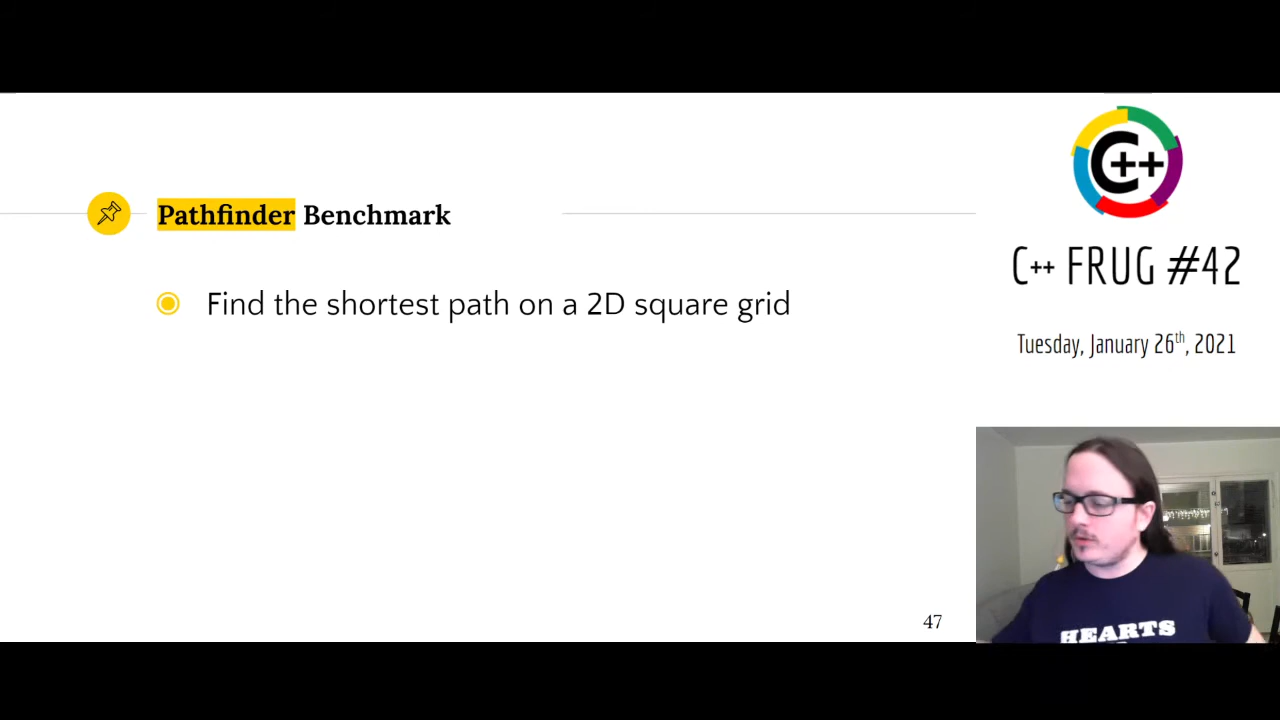 Pathfinder Benchmark
Find the shortest path on a 2D square grid
47
C++
C++ FRUG #42
Tuesday, January 26th, 2021
HEARTS